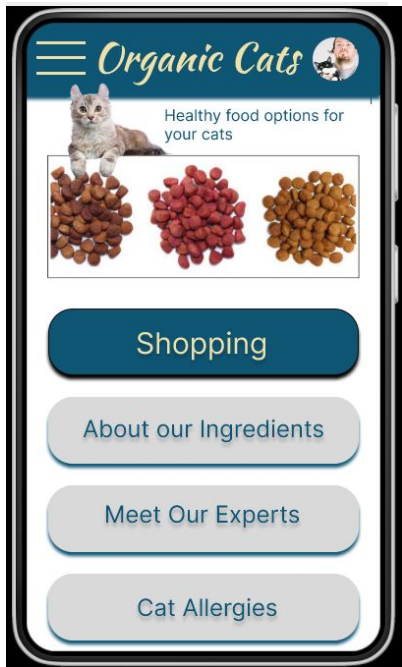 Organic Cats
Healthy food options for
your cats
Shopping
About our Ingredients
Meet Our Experts
Cat Allergies